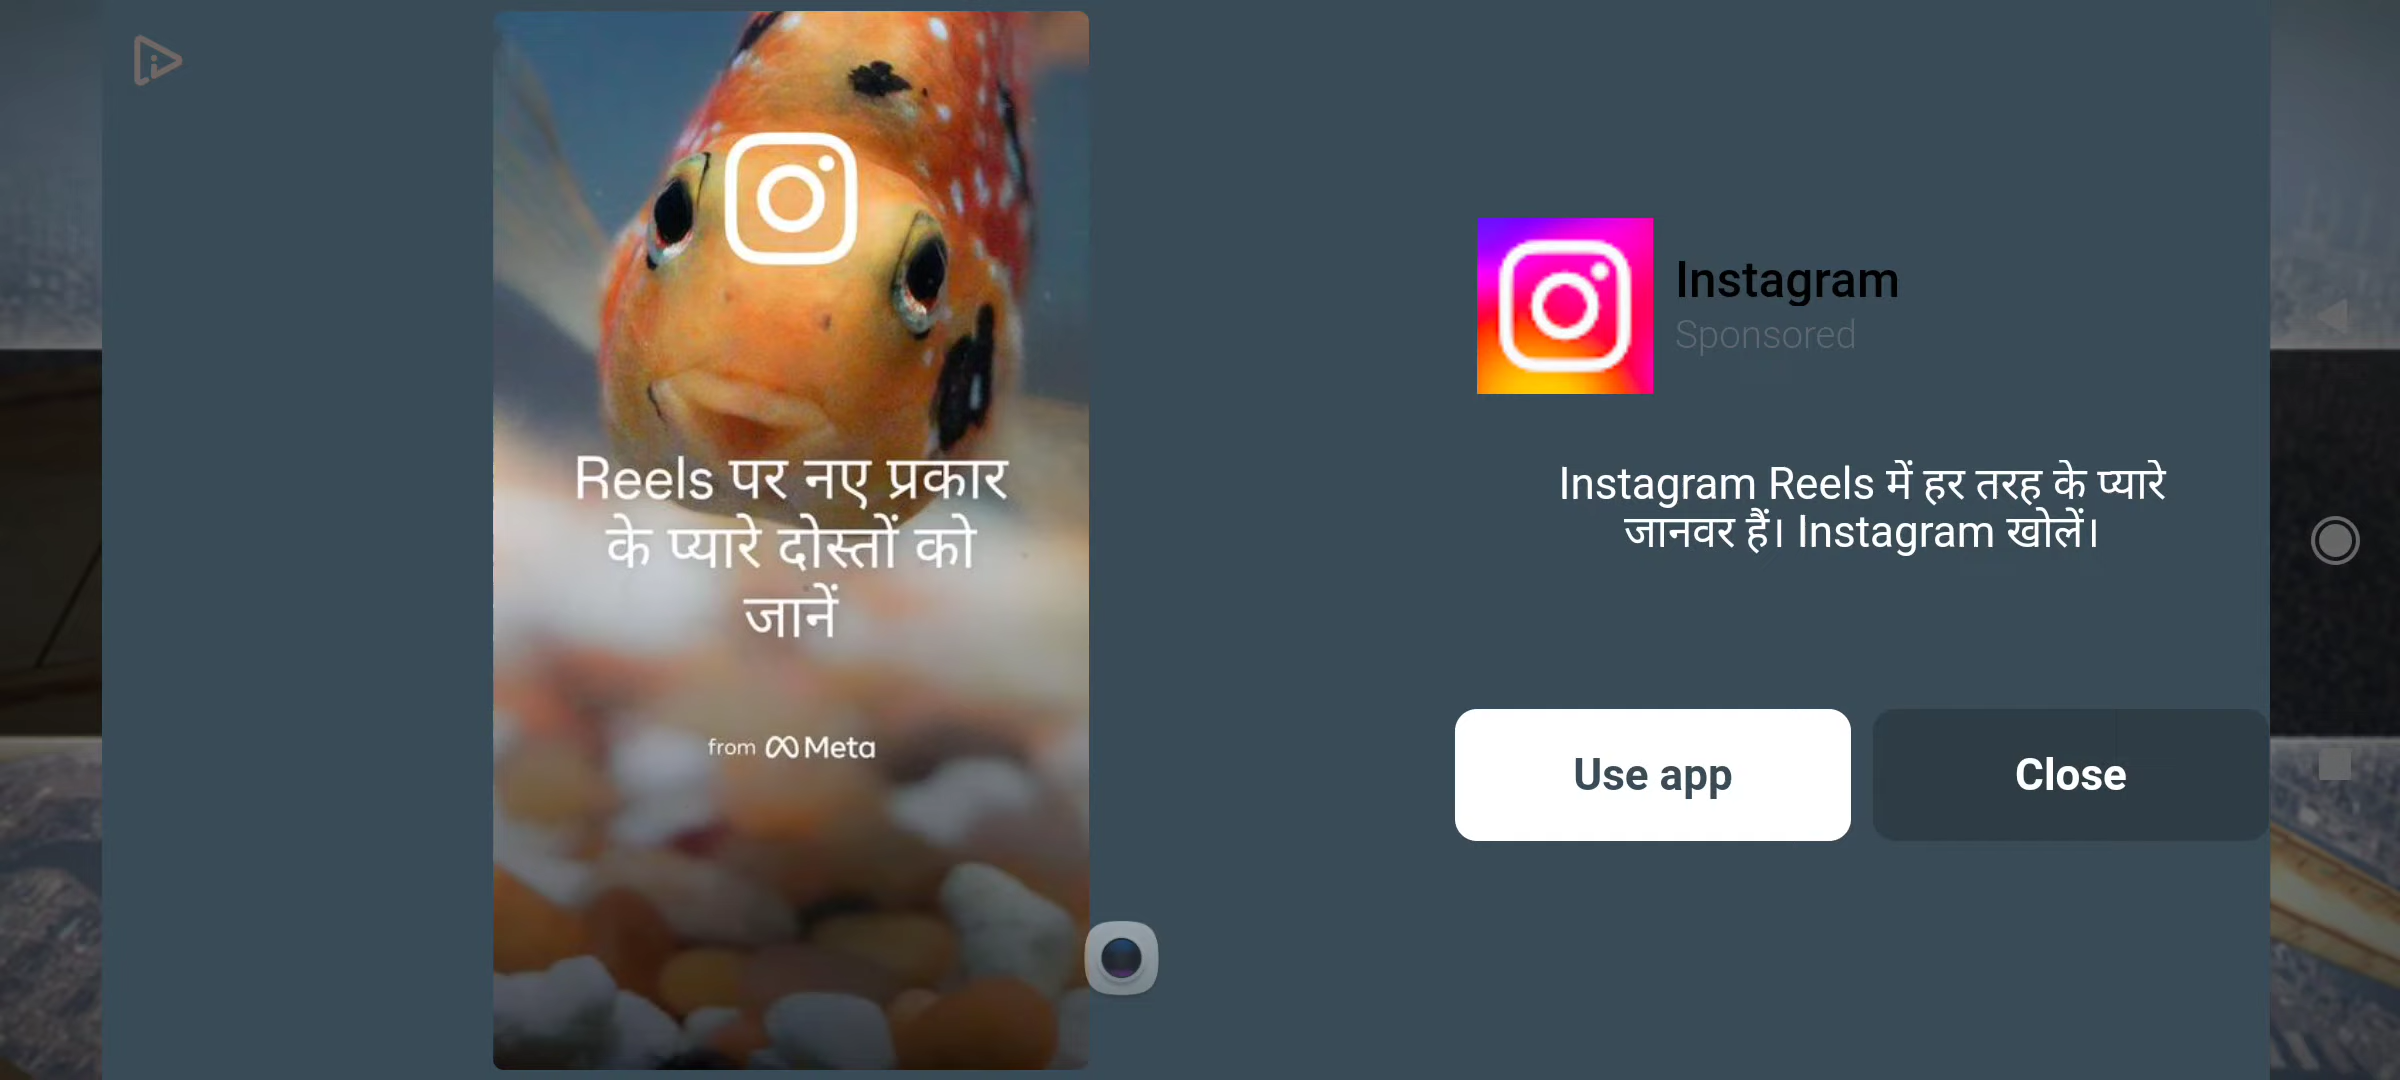 Reels पर नए प्रकार
के प्यारे दोस्तों को
जानें
from Meta
Instagram
Sponsored
Instagram Reels में हर तरह के प्यारे
जानवर हैं। Instagram खोलें।
Use app
Close